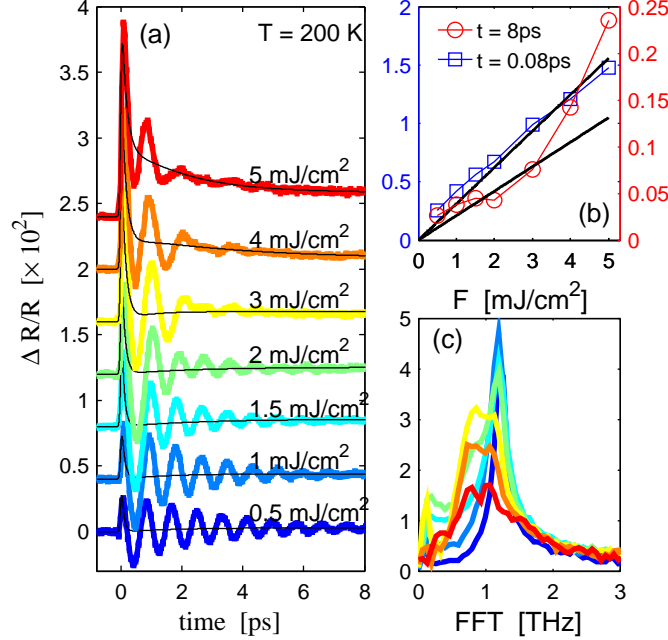 (a)
T = 200 K
5 mJ/cm²
4 mJ/cm²
3 mJ/cm²
2 mJ/cm²
1.5 mJ/cm²
1 mJ/cm²
0.5 mJ/cm²
4
3.5
3
2.5
2
1.5
1
0.5
0
Δ R/R [× 10²]
0
2
4
6
8
time [ps]
t = 8ps
t = 0.08ps
(b)
2
1.5
1
0.5
0
0.25
0.2
0.15
0.1
0.05
0
0
1
2
3
4
5
6
F [mJ/cm²]
(c)
5
4
3
2
1
0
0
1
2
3
FFT [THz]